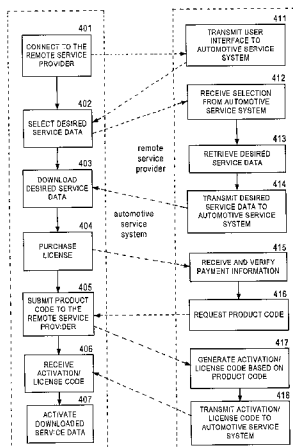 401
CONNECT TO THE
REMOTE SERVICE
PROVIDER
402
SELECT DESIRED
SERVICE DATA
403
DOWNLOAD
DESIRED SERVICE
DATA
404
PURCHASE
LICENSE
405
SUBMIT PRODUCT
CODE TO THE
REMOTE SERVICE
PROVIDER
406
RECEIVE
ACTIVATION/
LICENSE CODE
407
ACTIVATE
DOWNLOADED
SERVICE DATA
automotive
service
system
remote
service
provider
411
TRANSMIT USER
INTERFACE TO
AUTOMOTIVE SERVICE
SYSTEM
412
RECEIVE SELECTION
FROM AUTOMOTIVE
SERVICE SYSTEM
413
RETRIEVE DESIRED
SERVICE DATA
414
TRANSMIT DESIRED
SERVICE DATA TO
AUTOMOTIVE SERVICE
SYSTEM
415
RECEIVE AND VERIFY
PAYMENT INFORMATION
416
REQUEST PRODUCT CODE
417
GENERATE ACTIVATION/
LICENSE CODE BASED ON
PRODUCT CODE
418
TRANSMIT ACTIVATION/
LICENSE CODE TO
AUTOMOTIVE SERVICE
SYSTEM